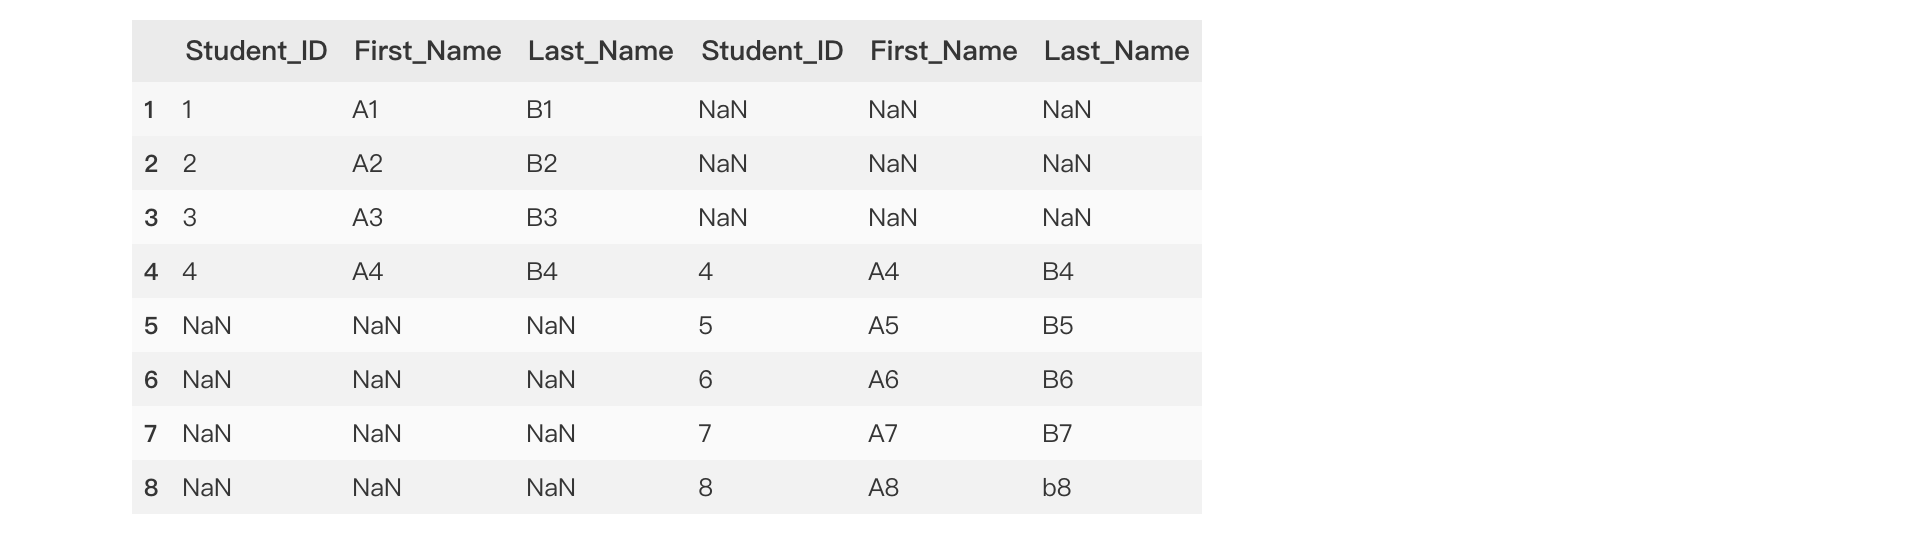 Student_ID First_Name Last_Name Student_ID First_Name Last_Name
1 1 A1 B1 NaN NaN NaN
2 2 A2 B2 NaN NaN NaN
3 3 A3 B3 NaN NaN NaN
4 4 A4 B4 4 A4 B4
5 NaN NaN NaN 5 A5 B5
6 NaN NaN NaN 6 A6 B6
7 NaN NaN NaN 7 A7 B7
8 NaN NaN NaN 8 A8 b8